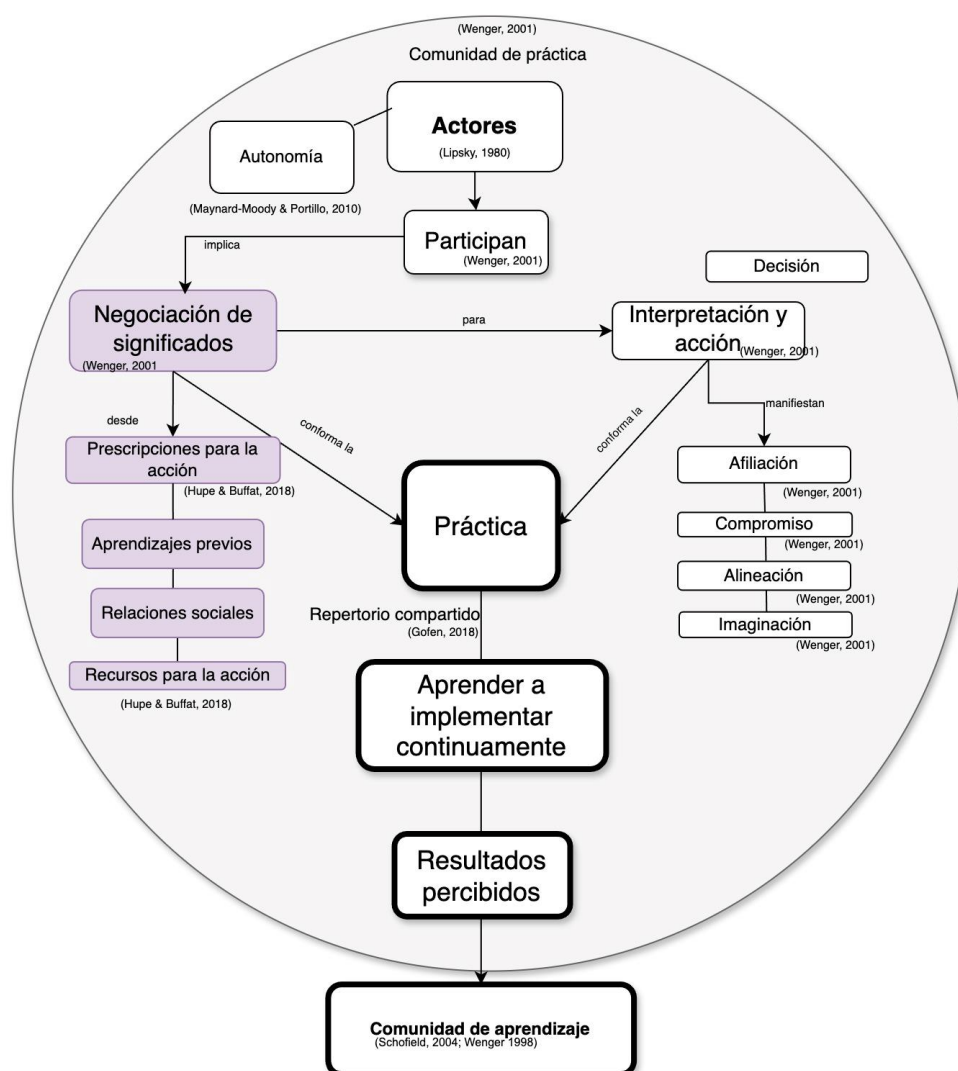 (Wenger, 2001)
Comunidad de práctica
Actores
(Lipsky, 1980)
Autonomía
(Maynard-Moody & Portillo, 2010)
Participan
(Wenger, 2001)
implica
Decisión
Negociación de
significados
(Wenger, 2001
para
Interpretación y
acción
(Wenger, 2001)
desde
conforma la
conforma la
manifiestan
Prescripciones para la
acción
(Hupe & Buffat, 2018)
Aprendizajes previos
Relaciones sociales
Recursos para la acción
(Hupe & Buffat, 2018)
Práctica
Afiliación
(Wenger, 2001)
Compromiso
(Wenger, 2001)
Alineación
(Wenger, 2001)
Imaginación
(Wenger, 2001)
Repertorio compartido
(Gofen, 2018)
Aprender a
implementar
continuamente
Resultados
percibidos
Comunidad de aprendizaje
(Schofield, 2004; Wenger 1998)